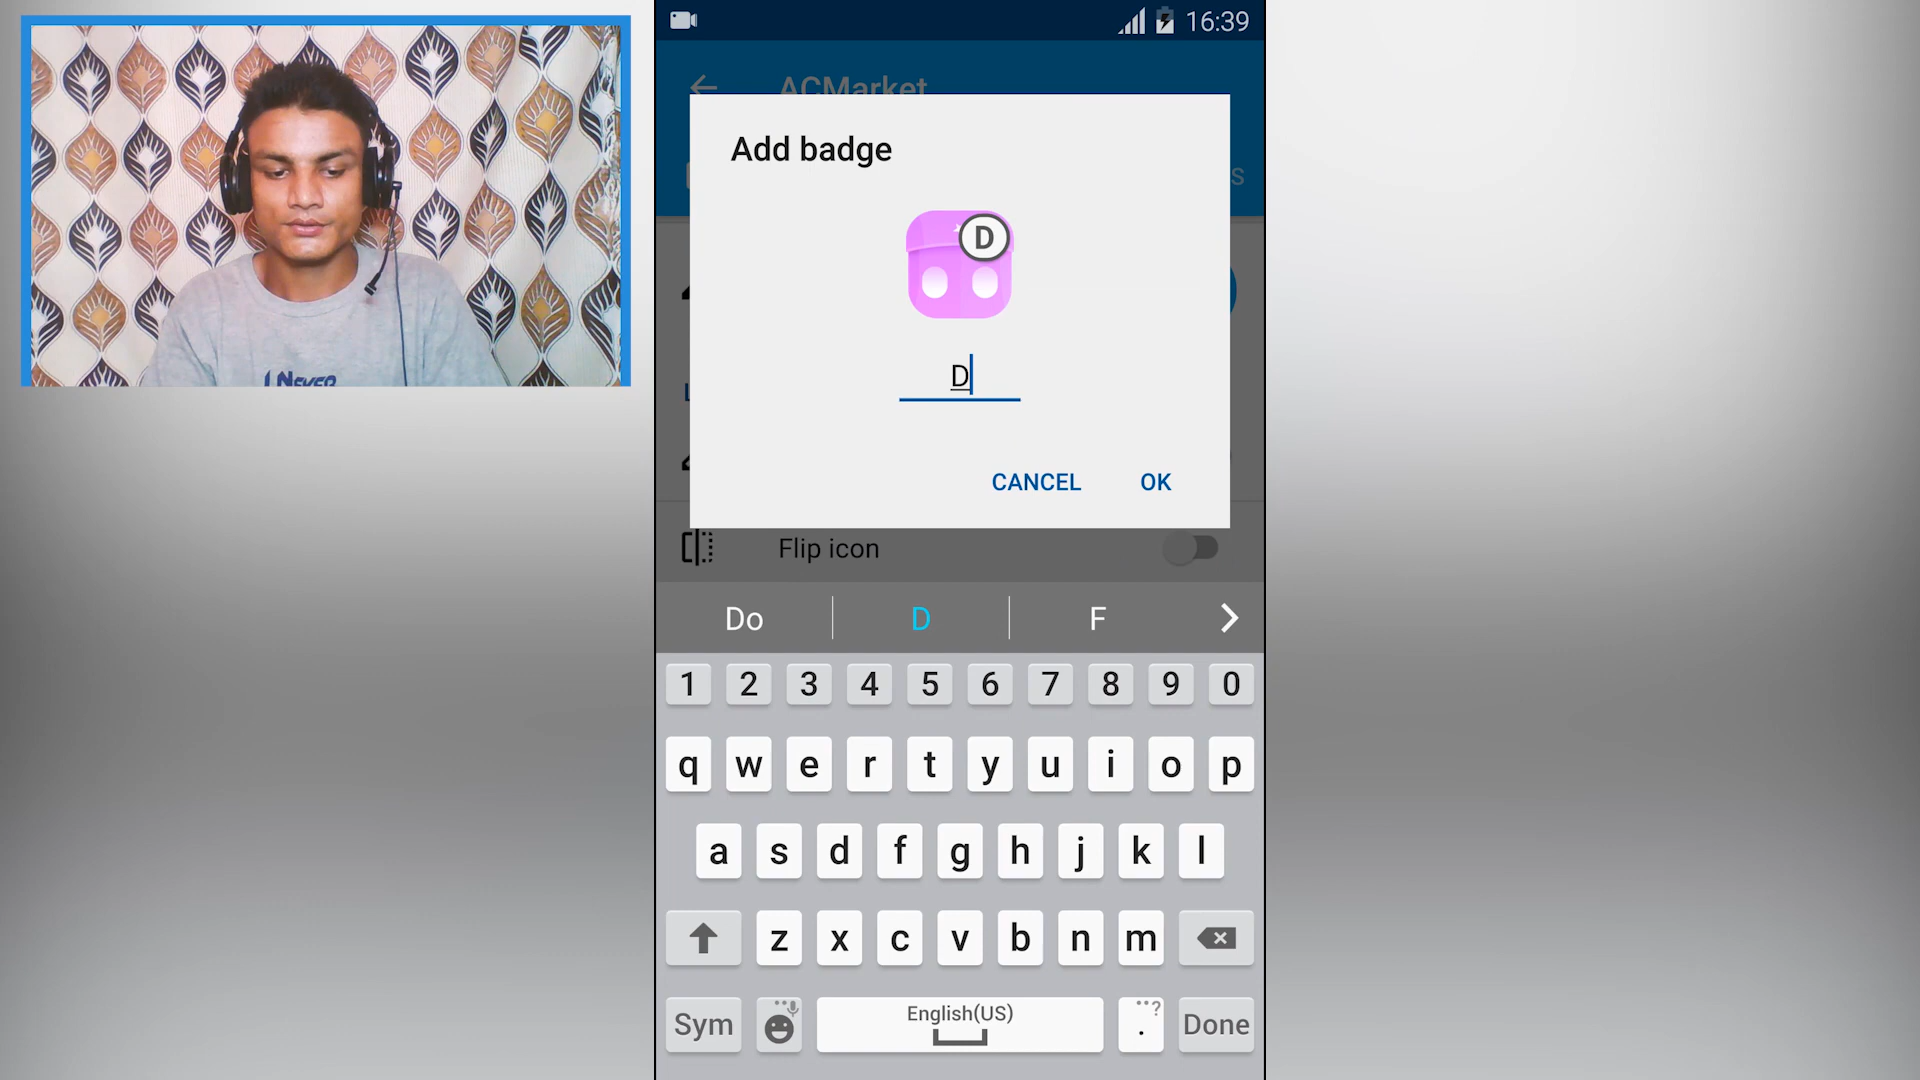 I NEVER
16:39
ACMarket
S
Add badge
D
D
CANCEL OK
Flip icon
Do D F
1 2 3 4 5 6 7 8 9 0
q w e r t y u i o p
a s d f g h j k l
z x c v b n m
Sym English(US) . ? Done